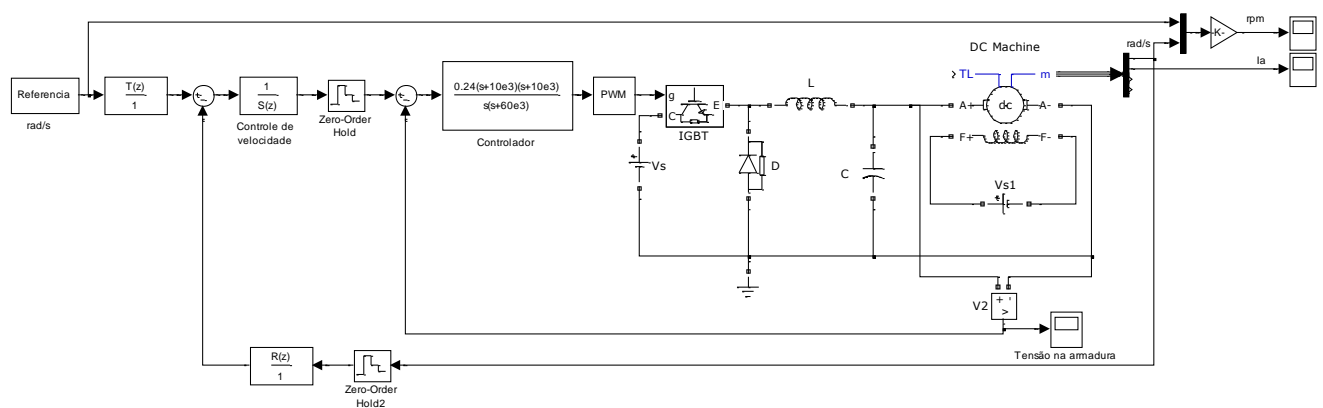 Referencia
rad/s
T(z)
1
1
S(z)
Controle de
velocidade
Zero-Order
Hold
0.24(s+10e3)(s+10e3)
s(s+60e3)
Controlador
PWM
g
C
E
IGBT
Vs
D
L
C
DC Machine
TL
m
A+
dc
A-
F+
F-
Vs1
rad/s
-K-
rpm
Ia
V2
+ -
v
Tensão na armadura
R(z)
1
Zero-Order
Hold2